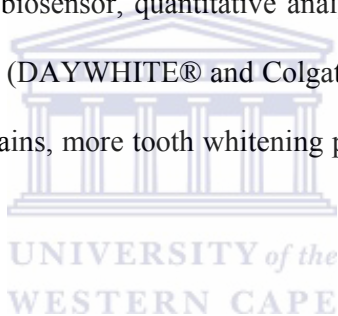 biosensor, quantitative anal
(DAYWHITE® and Colgat
ains, more tooth whitening p
UNIVERSITY of the
WESTERN CAPE